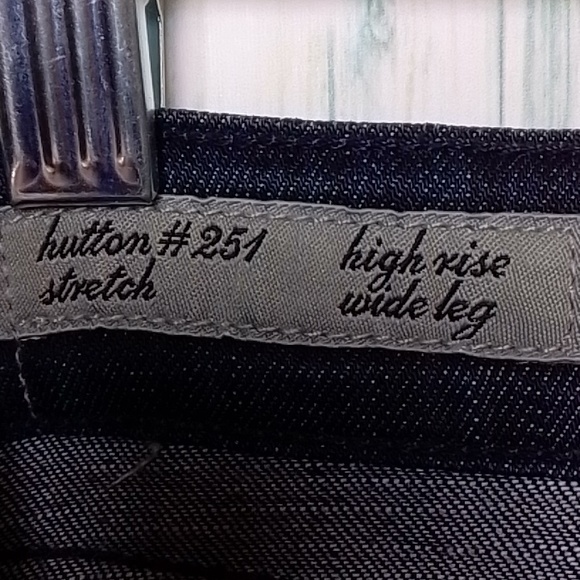 hutton #251
stretch
high rise
wide leg